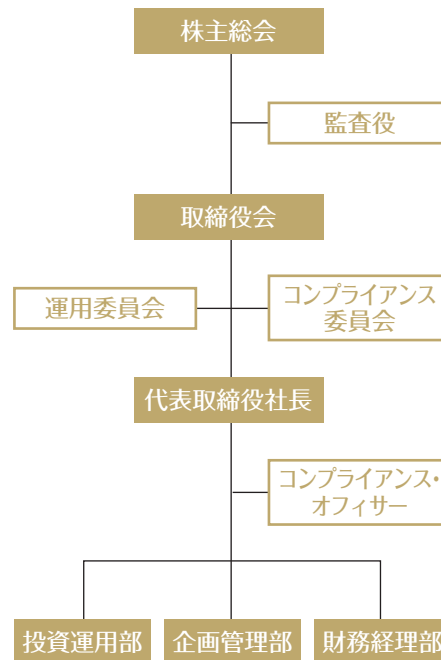 株主総会
監査役
取締役会
運用委員会
コンプライアンス
委員会
代表取締役社長
コンプライアンス・
オフィサー
投資運用部
企画管理部
財務経理部